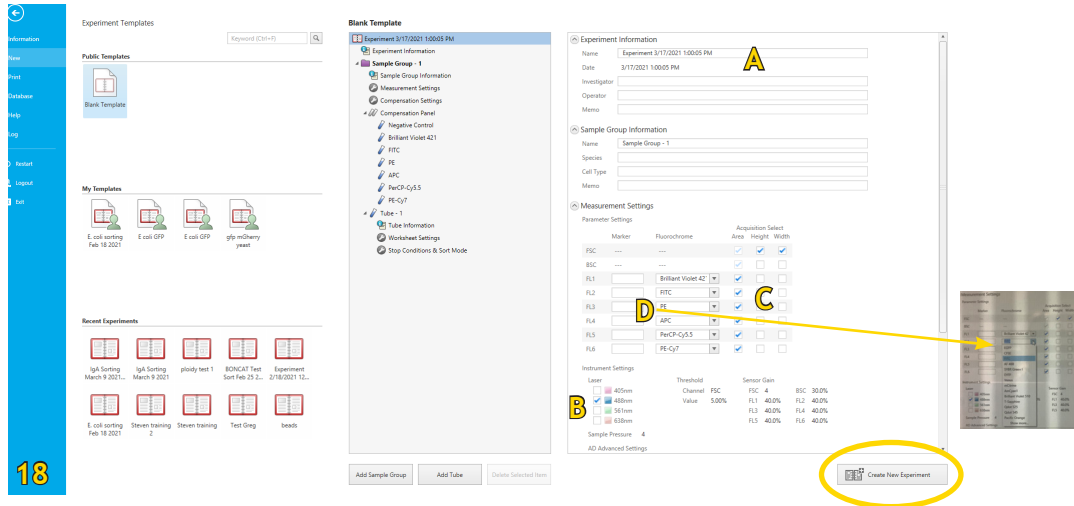 Information
New
Print
Database
Help
Log
Restart
Logout
Exit
18
Experiment Templates
Keyword (Ctrl+F)
Public Templates
Blank Template
My Templates
E. coli sorting Feb 18 2021
E coli GFP
E coli GFP
gfp mCherry yeast
Recent Experiments
IgA Sorting March 9 2021...
IgA Sorting March 9 2021
ploidy test 1
BONCAT Test Sort Feb 25 2...
Experiment 2/18/2021 12...
E. coli sorting Feb 18 2021
Steven training 2
Steven training
Test Greg
beads
Blank Template
Experiment 3/17/2021 1:00:05 PM
Experiment Information
Sample Group - 1
Sample Group Information
Measurement Settings
Compensation Settings
Compensation Panel
Negative Control
Brilliant Violet 421
FITC
PE
APC
PerCP-Cy5.5
PE-Cy7
Tube - 1
Tube Information
Worksheet Settings
Stop Conditions & Sort Mode
Add Sample Group
Add Tube
Delete Selected Item
Experiment Information
Name Experiment 3/17/2021 1:00:05 PM
A
Date 3/17/2021 1:00:05 PM
Investigator
Operator
Memo
Sample Group Information
Name Sample Group - 1
Species
Cell Type
Memo
Measurement Settings
Parameter Settings
Acquisition Select
Marker Fluorochrome Area Height Width
FSC ---- ----
BSC ---- ----
FL1 Brilliant Violet 42
FL2 FITC
C
FL3 PE
D
FL4 APC
FL5 PerCP-Cy5.5
FL6 PE-Cy7
Instrument Settings
Laser Threshold Sensor Gain
405nm Channel FSC FSC 4 BSC 30.0%
B
488nm Value 5.00% FL1 40.0% FL2 40.0%
561nm FL3 40.0% FL4 40.0%
638nm FL5 40.0% FL6 40.0%
Sample Pressure 4
AD Advanced Settings
Create New Experiment